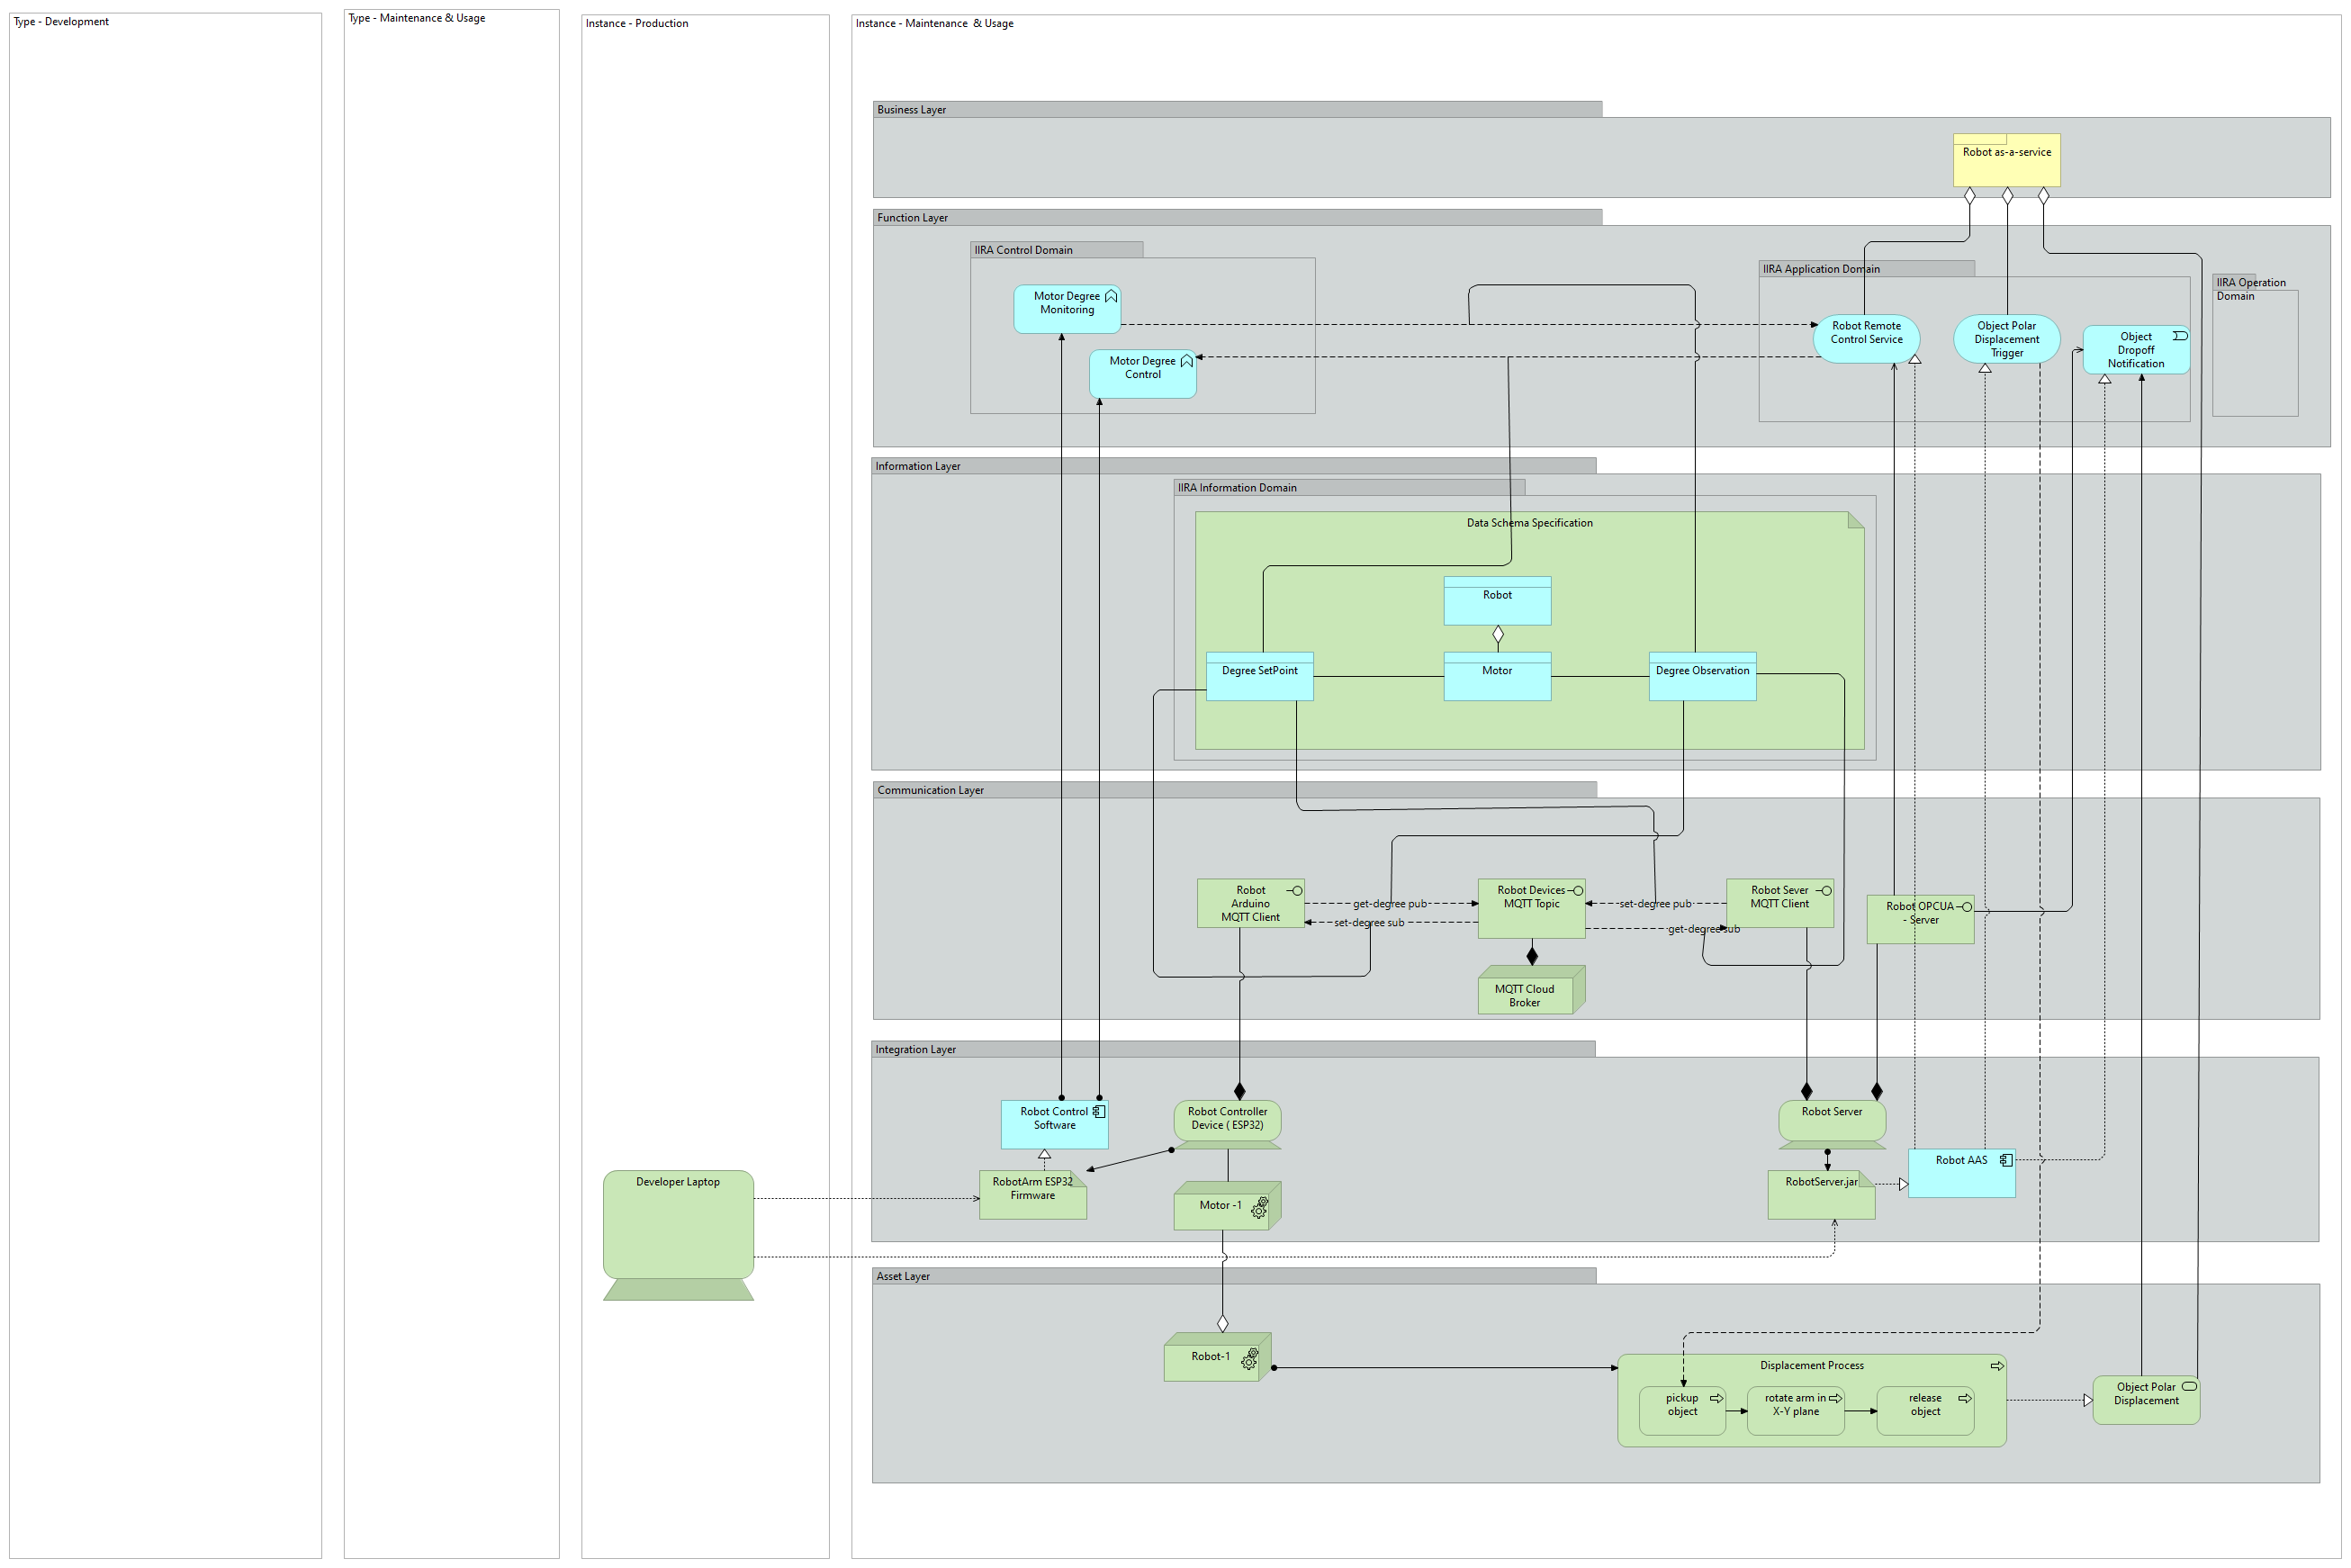 Type - Development
Type - Maintenance & Usage
Instance - Production
Instance - Maintenance  & Usage
Business Layer
Robot as-a-service
Function Layer
IIRA Control Domain
Motor Degree
Monitoring
Motor Degree
Control
IIRA Application Domain
Robot Remote
Control Service
Object Polar
Displacement
Trigger
Object
Dropoff
Notification
IIRA Operation
Domain
Information Layer
IIRA Information Domain
Data Schema Specification
Robot
Degree SetPoint
Motor
Degree Observation
Communication Layer
Robot
Arduino
MQTT Client
get-degree pub
set-degree sub
Robot Devices
MQTT Topic
set-degree pub
get-degree sub
Robot Sever
MQTT Client
Robot OPCUA
- Server
MQTT Cloud
Broker
Integration Layer
Robot Control
Software
Robot Controller
Device ( ESP32)
Robot Server
RobotArm ESP32
Firmware
Motor -1
RobotServer.jar
Robot AAS
Developer Laptop
Asset Layer
Robot-1
Displacement Process
pickup
object
rotate arm in
X-Y plane
release
object
Object Polar
Displacement